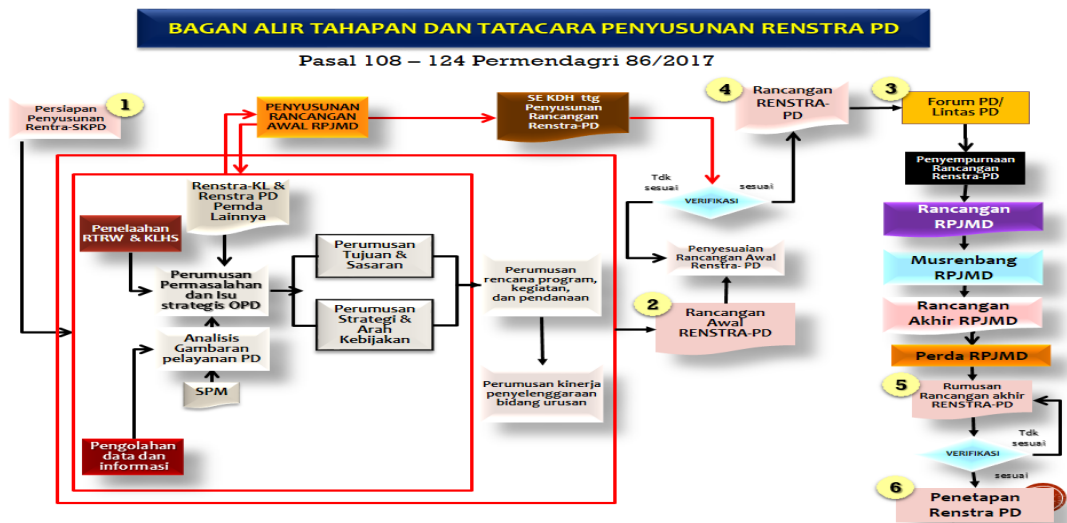 BAGAN ALIR TAHAPAN DAN TATACARA PENYUSUNAN RENSTRA PD
Pasal 108 – 124 Permendagri 86/2017
1
Persiapan
Penyusunan
Rentra-SKPD
PENYUSUNAN
RANCANGAN
AWAL RPJMD
SE KDH ttg
Penyusunan
Rancangan
Renstra-PD
4
Rancangan
RENSTRA-
PD
3
Forum PD/
Lintas PD
Penyempurnaan
Rancangan
Renstra-PD
Rancangan
RPJMD
Musrenbang
RPJMD
Rancangan
Akhir RPJMD
Perda RPJMD
5
Rumusan
Rancangan akhir
RENSTRA-PD
Tdk
sesuai
VERIFIKASI
sesuai
6
Penetapan
Renstra PD
Tdk
sesuai
sesuai
VERIFIKASI
Penyesuaian
Rancangan Awal
Renstra- PD
2
Rancangan
Awal
RENSTRA-PD
Renstra-KL &
Renstra PD
Pemda
Lainnya
Penelaahan
RTRW & KLHS
Perumusan
Permasalahan
dan Isu
strategis OPD
Analisis
Gambaran
pelayanan PD
SPM
Pengolahan
data dan
informasi
Perumusan
Tujuan &
Sasaran
Perumusan
Strategi &
Arah
Kebijakan
Perumusan
rencana program,
kegiatan,
dan pendanaan
Perumusan kinerja
penyelenggaraan
bidang urusan